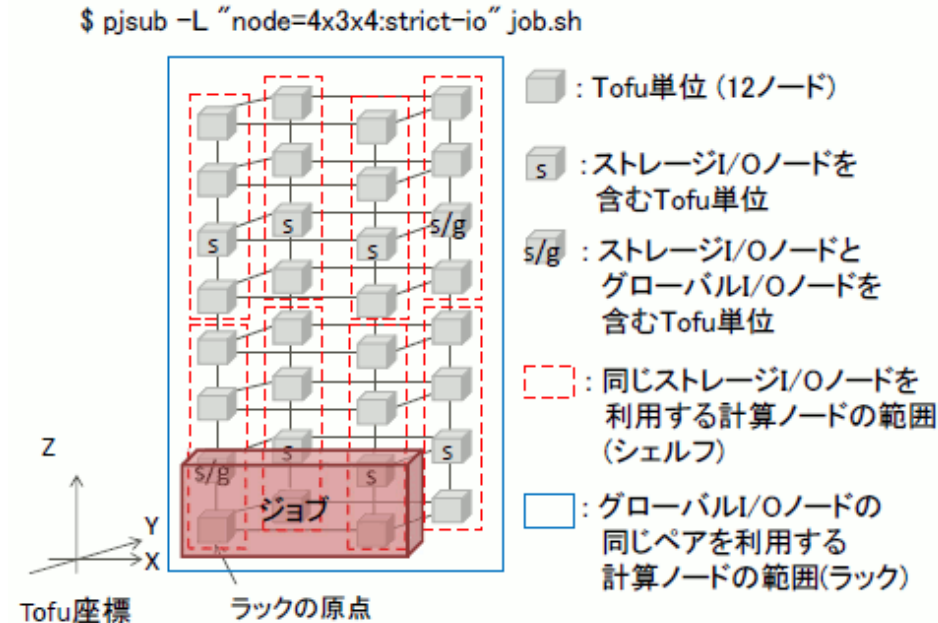 $ pjsub -L "node=4x3x4:strict-io" job.sh
: Tofu単位 (12ノード)
s
: ストレージI/Oノードを
含むTofu単位
s/g
: ストレージI/Oノードと
グローバルI/Oノードを
含むTofu単位
: 同じストレージI/Oノードを
利用する計算ノードの範囲
(シェルフ)
: グローバルI/Oノードの
同じペアを利用する
計算ノードの範囲(ラック)
s
s
s
s/g
s/g
s
s
s
ジョブ
Z
Y
X
Tofu座標
ラックの原点